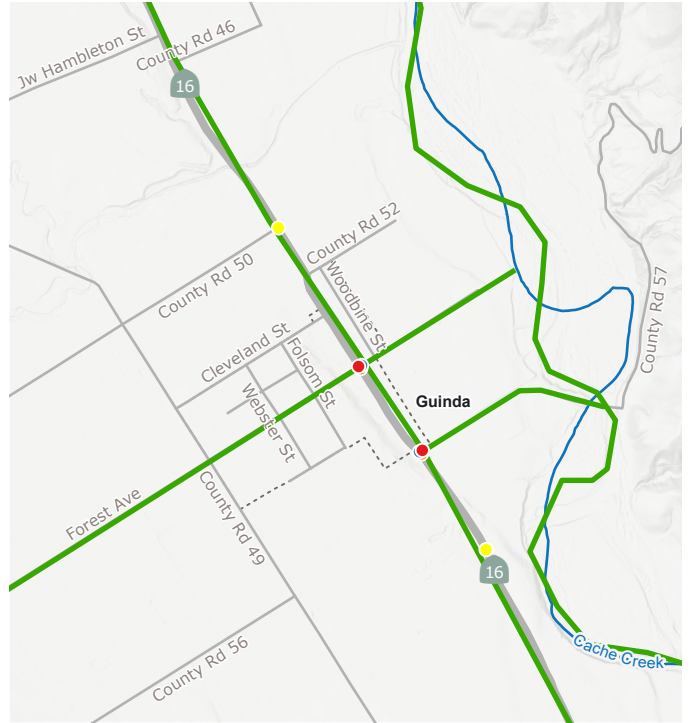 Jw Hambleton St
County Rd 46
16
County Rd 52
County Rd 50
Woodbine St
County Rd 57
Cleveland St
Folsom St
Webster St
Guinda
Forest Ave
County Rd 49
16
County Rd 56
Cache Creek